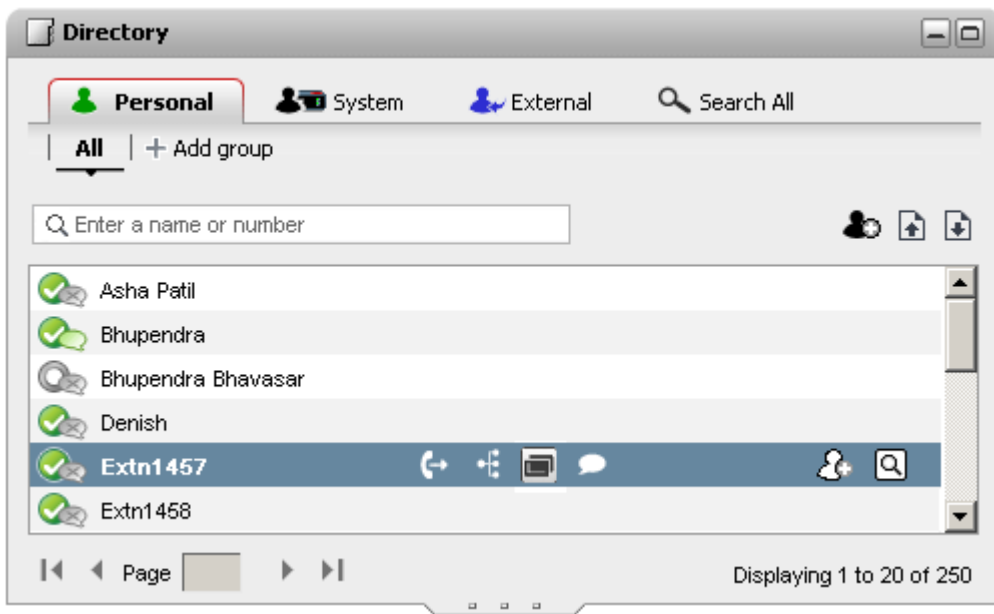 Directory
Personal System External Search All
All + Add group
Enter a name or number
Asha Patil
Bhupendra
Bhupendra Bhavasar
Denish
Extn1457
Extn1458
Page Displaying 1 to 20 of 250